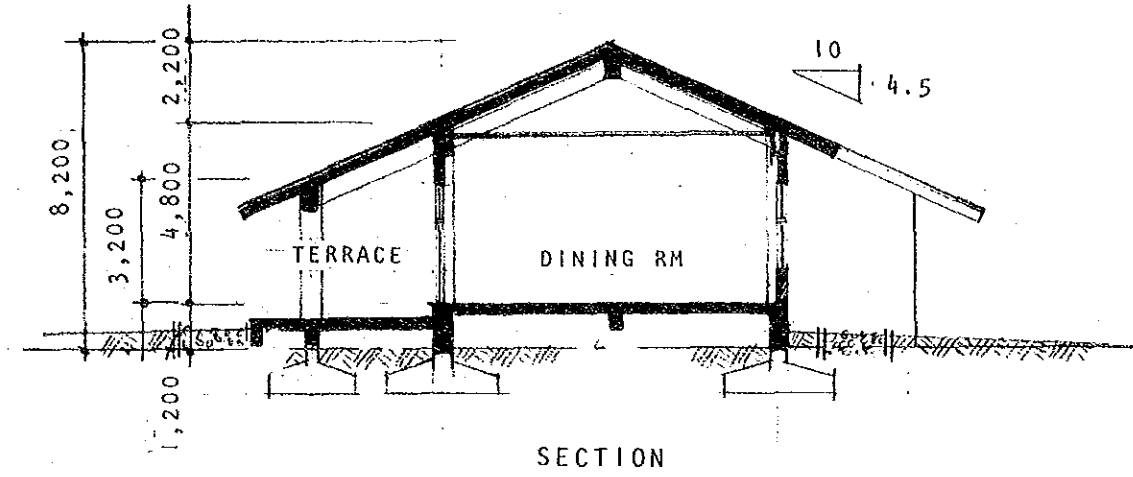 10
4.5
2,200
8,200
4,800
3,200
TERRACE
DINING RM
1,200
SECTION